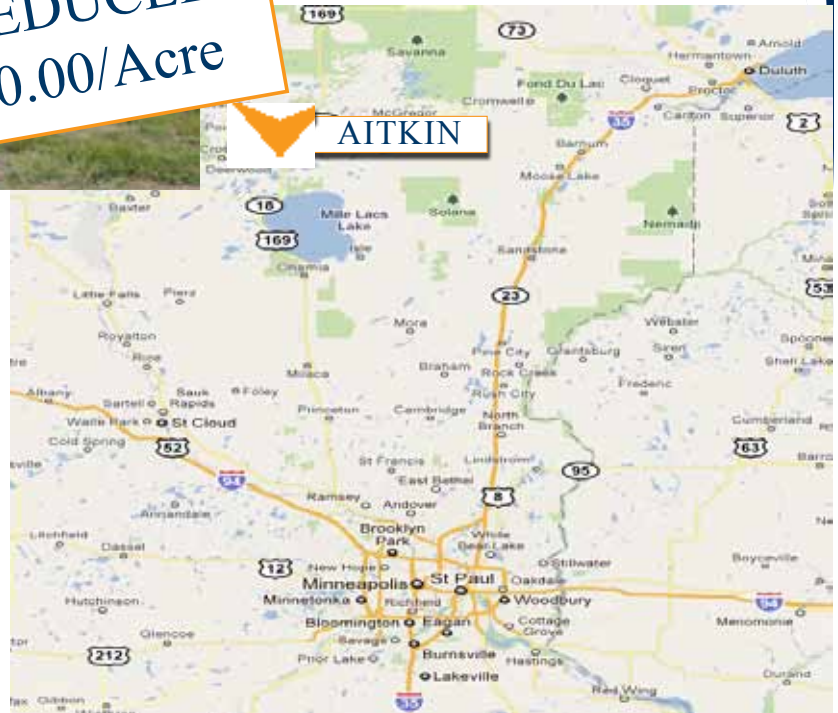 0.00/Acre
AITKIN
169
73
Savanna
Arnold
Hermantown
Duluth
Fond Du Lac
Cloquet
Proctor
Cromwell
McGregor
35
Carlton
Superior
2
Barnum
Deerwood
Moose Lake
Baxter
18
Mille Lacs
Lake
Solana
Nemadji
169
Isle
Sandstone
Onamia
53
Little Falls
Pierz
23
Mora
Webster
Royalton
Siren
Spooner
Rice
Pine City
Grantsburg
Shell Lake
Milaca
Braham
Rock Creek
Frederic
Albany
Sartell
Sauk
Rapids
Foley
Rush City
Princeton
Cambridge
North
Branch
Waite Park
St Cloud
Cumberland
Cold Spring
52
63
St Francis
Lindstrom
95
94
East Bethel
8
Ramsey
Andover
Annandale
Brooklyn
Park
White
Bear Lake
Litchfield
Dassel
12
New Hope
Stillwater
Boyceville
Minneapolis
St Paul
Oakdale
Hutchinson
Minnetonka
Richfield
Woodbury
94
Menomonie
Bloomington
Eagan
Cottage
Grove
Glencoe
Savage
212
Burnsville
Prior Lake
Hastings
Lakeville
Durand
Red Wing
Gibbon
35